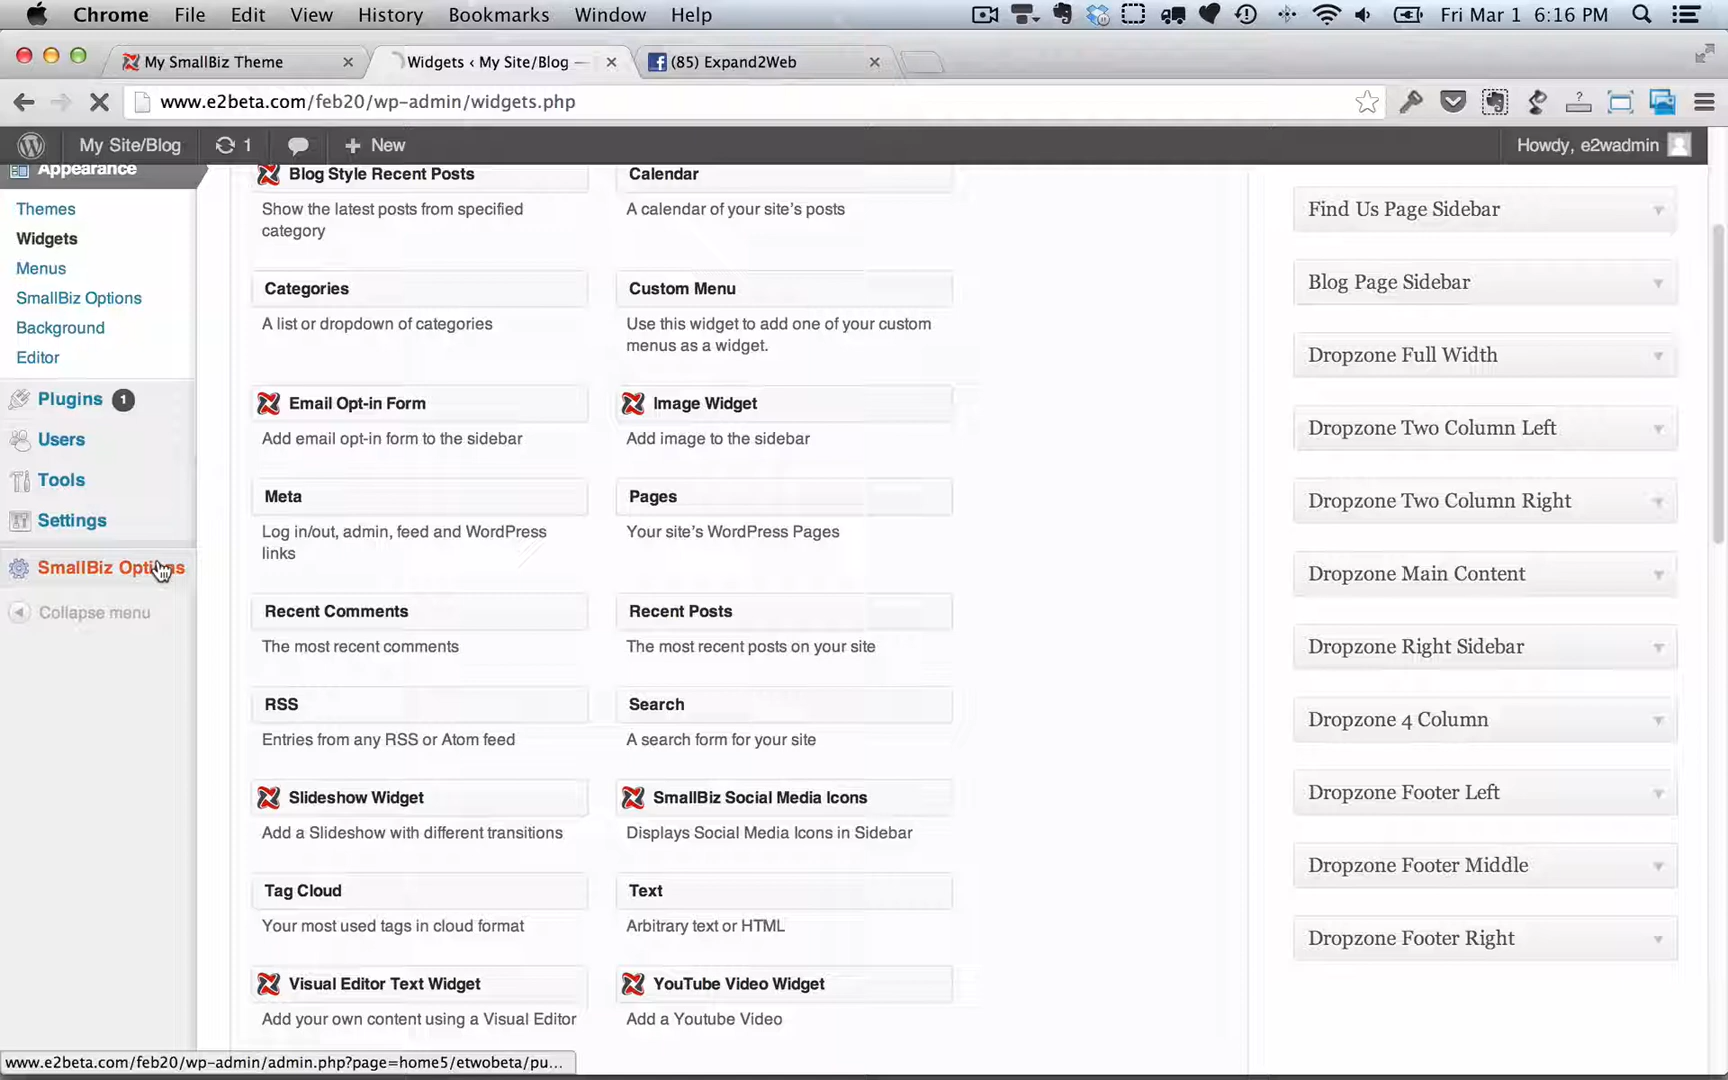 Chrome File Edit View History Bookmarks Window Help Fri Mar 1 6:16 PM
My SmallBiz Theme Widgets ‹ My Site/Blog — (85) Expand2Web
www.e2beta.com/feb20/wp-admin/widgets.php
My Site/Blog 1 New Howdy, e2wadmin
Appearance
Themes
Widgets
Menus
SmallBiz Options
Background
Editor
Plugins 1
Users
Tools
Settings
SmallBiz Options
Collapse menu
Blog Style Recent Posts
Show the latest posts from specified
category
Calendar
A calendar of your site's posts
Categories
A list or dropdown of categories
Custom Menu
Use this widget to add one of your custom
menus as a widget.
Email Opt-in Form
Add email opt-in form to the sidebar
Image Widget
Add image to the sidebar
Meta
Log in/out, admin, feed and WordPress
links
Pages
Your site's WordPress Pages
Recent Comments
The most recent comments
Recent Posts
The most recent posts on your site
RSS
Entries from any RSS or Atom feed
Search
A search form for your site
Slideshow Widget
Add a Slideshow with different transitions
SmallBiz Social Media Icons
Displays Social Media Icons in Sidebar
Tag Cloud
Your most used tags in cloud format
Text
Arbitrary text or HTML
Visual Editor Text Widget
Add your own content using a Visual Editor
YouTube Video Widget
Add a Youtube Video
Find Us Page Sidebar
Blog Page Sidebar
Dropzone Full Width
Dropzone Two Column Left
Dropzone Two Column Right
Dropzone Main Content
Dropzone Right Sidebar
Dropzone 4 Column
Dropzone Footer Left
Dropzone Footer Middle
Dropzone Footer Right
www.e2beta.com/feb20/wp-admin/admin.php?page=home5/etwobeta/pu...